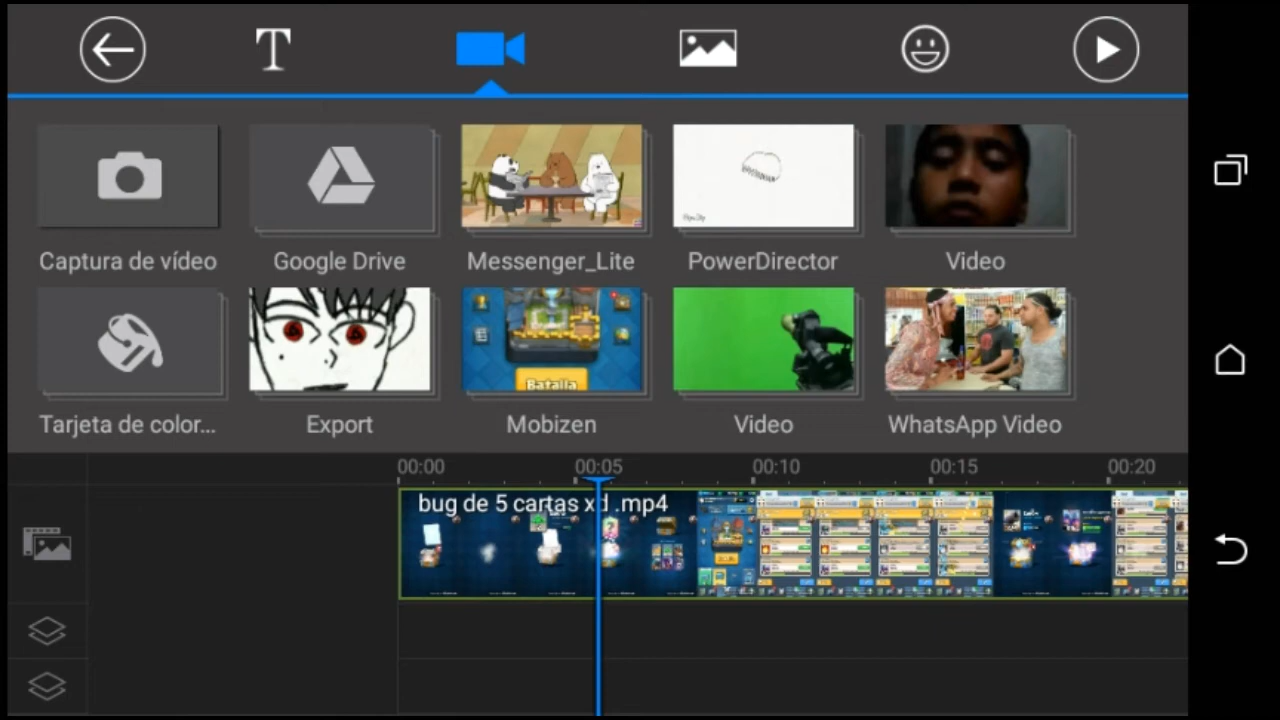 T
Captura de vídeo
Google Drive
Messenger_Lite
PowerDirector
Video
Tarjeta de color...
Export
Batalla
Mobizen
Video
WhatsApp Video
00:00
00:05
00:10
00:15
00:20
bug de 5 cartas xd .mp4